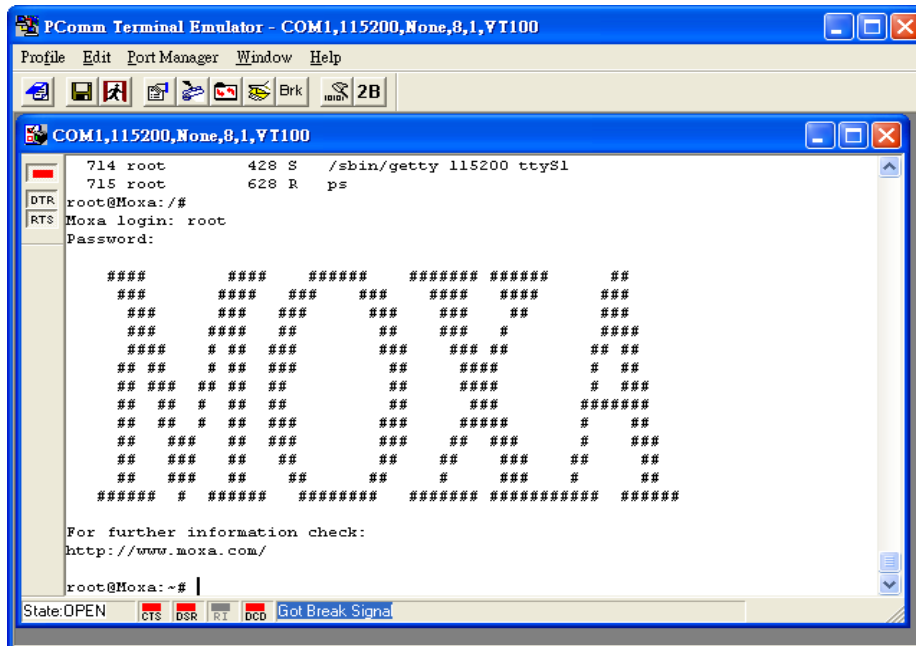 PComm Terminal Emulator - COM1,115200,None,8,1,VT100
Profile Edit Port Manager Window Help
Brk 2B
COM1,115200,None,8,1,VT100
714 root 428 S /sbin/getty 115200 ttyS1
715 root 628 R ps
DTR root@Moxa:/#
RTS Moxa login: root
Password:
#### #### ###### ####### ###### ##
### #### ### ### #### #### ###
### ### ### ### ### ## ###
### #### ## ## ### # ####
#### # ## ### ### ### ## ## ##
## ## # ## ### ## #### # ##
## ### ## ## ## ## #### # ###
## ## # ## ## ## ### #######
## ## # ## ### ### ##### # ##
## ### ## ### ### ## ### # ###
## ### ## ## ## ## ### ## ##
## ### ## ## ## # ### # ##
###### # ###### ######## ####### ########### ######
For further information check:
http://www.moxa.com/
root@Moxa:~#
State:OPEN CTS DSR RI DCD Got Break Signal